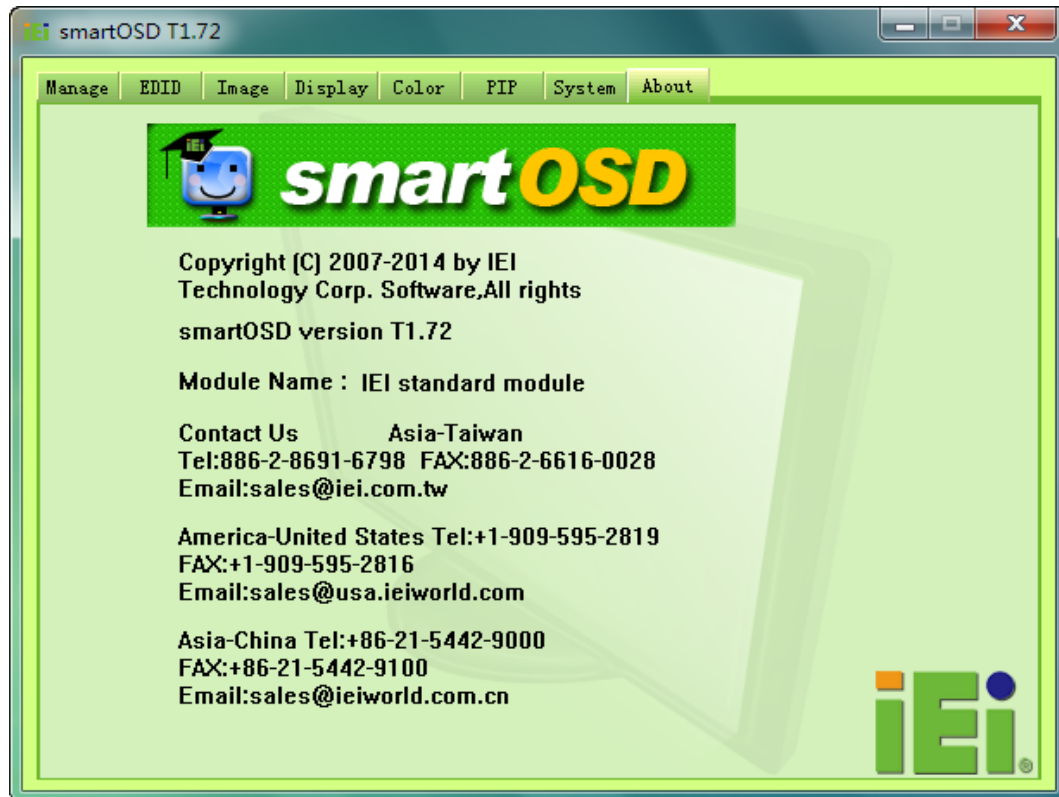 iEi smartOSD T1.72
Manage EDID Image Display Color PIP System About
iEi
smartOSD
Copyright (C) 2007-2014 by IEI
Technology Corp. Software,All rights
smartOSD version T1.72
Module Name : IEI standard module
Contact Us Asia-Taiwan
Tel:886-2-8691-6798 FAX:886-2-6616-0028
Email:sales@iei.com.tw
America-United States Tel:+1-909-595-2819
FAX:+1-909-595-2816
Email:sales@usa.ieiworld.com
Asia-China Tel:+86-21-5442-9000
FAX:+86-21-5442-9100
Email:sales@ieiworld.com.cn
iEi®